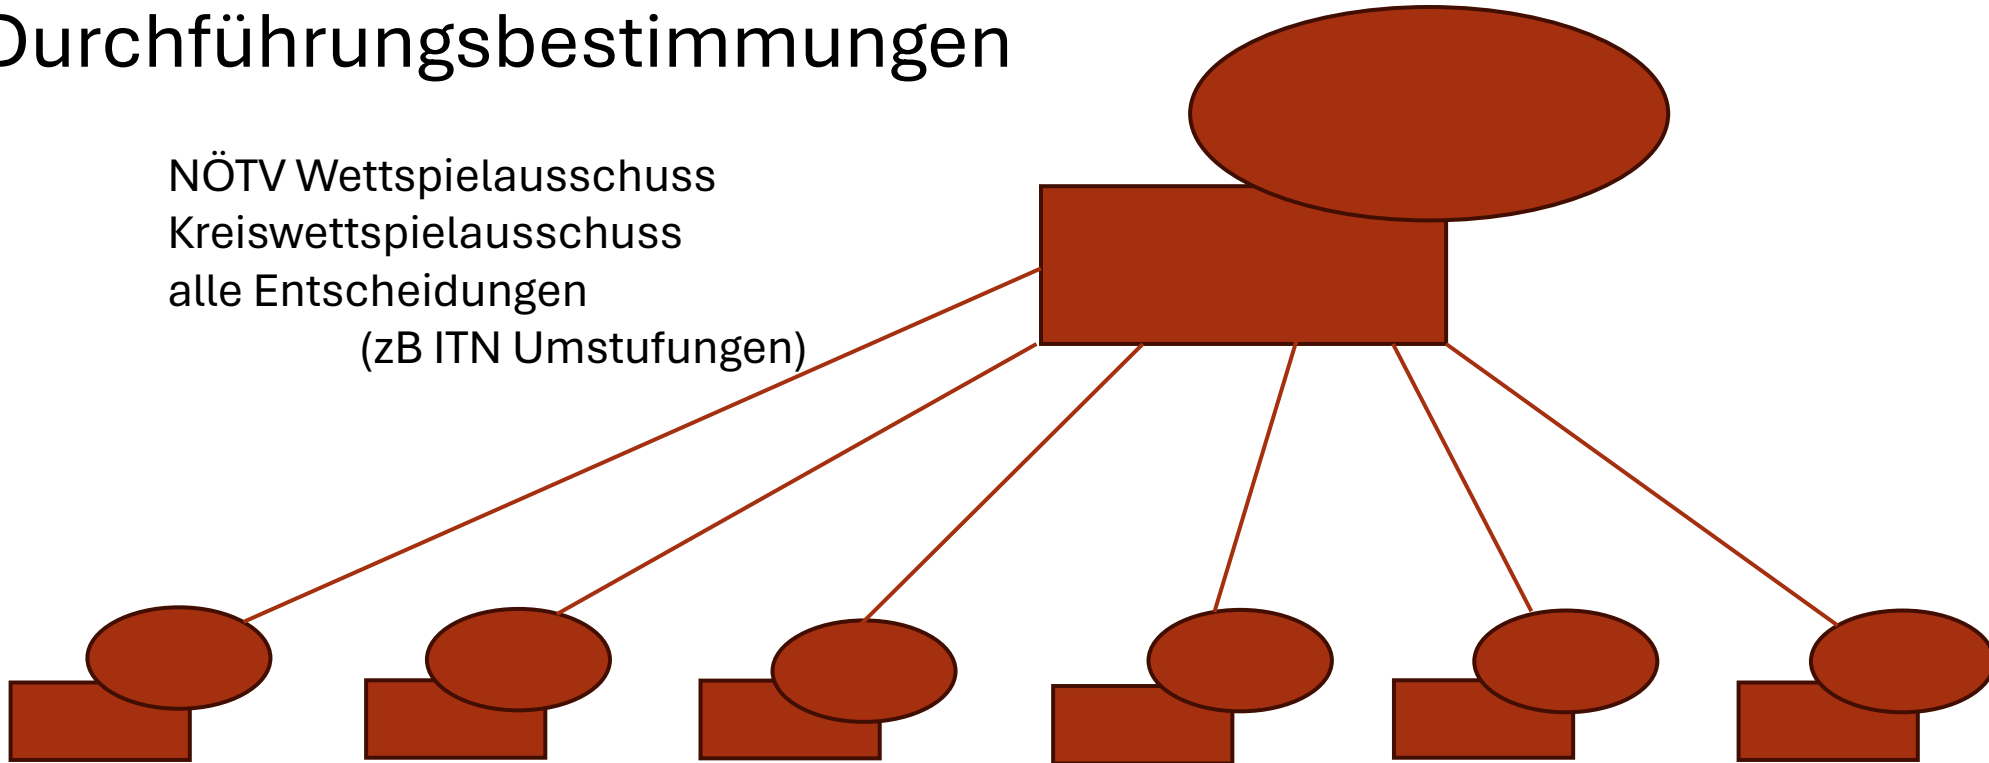 Durchführungsbestimmungen
NÖTV Wettspielausschuss
Kreiswettspielausschuss
alle Entscheidungen
(zB ITN Umstufungen)